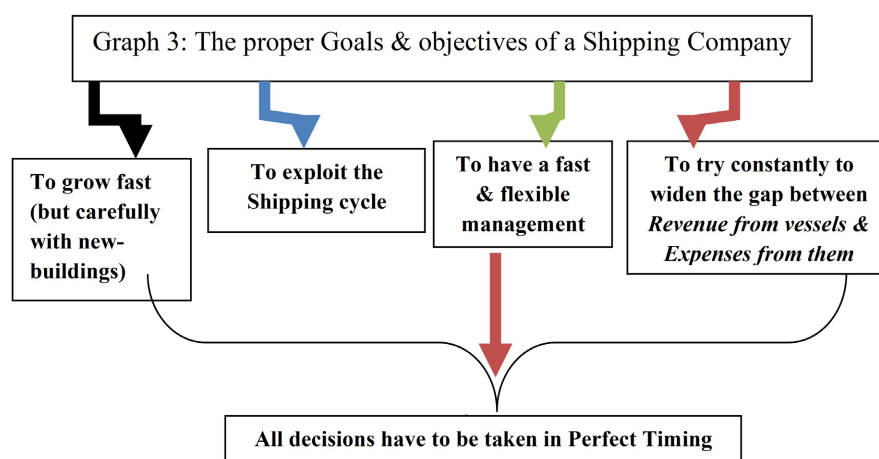 Graph 3: The proper Goals & objectives of a Shipping Company
To grow fast
(but carefully
with new-
buildings)
To exploit the
Shipping cycle
To have a fast
& flexible
management
To try constantly to
widen the gap between
Revenue from vessels &
Expenses from them
All decisions have to be taken in Perfect Timing